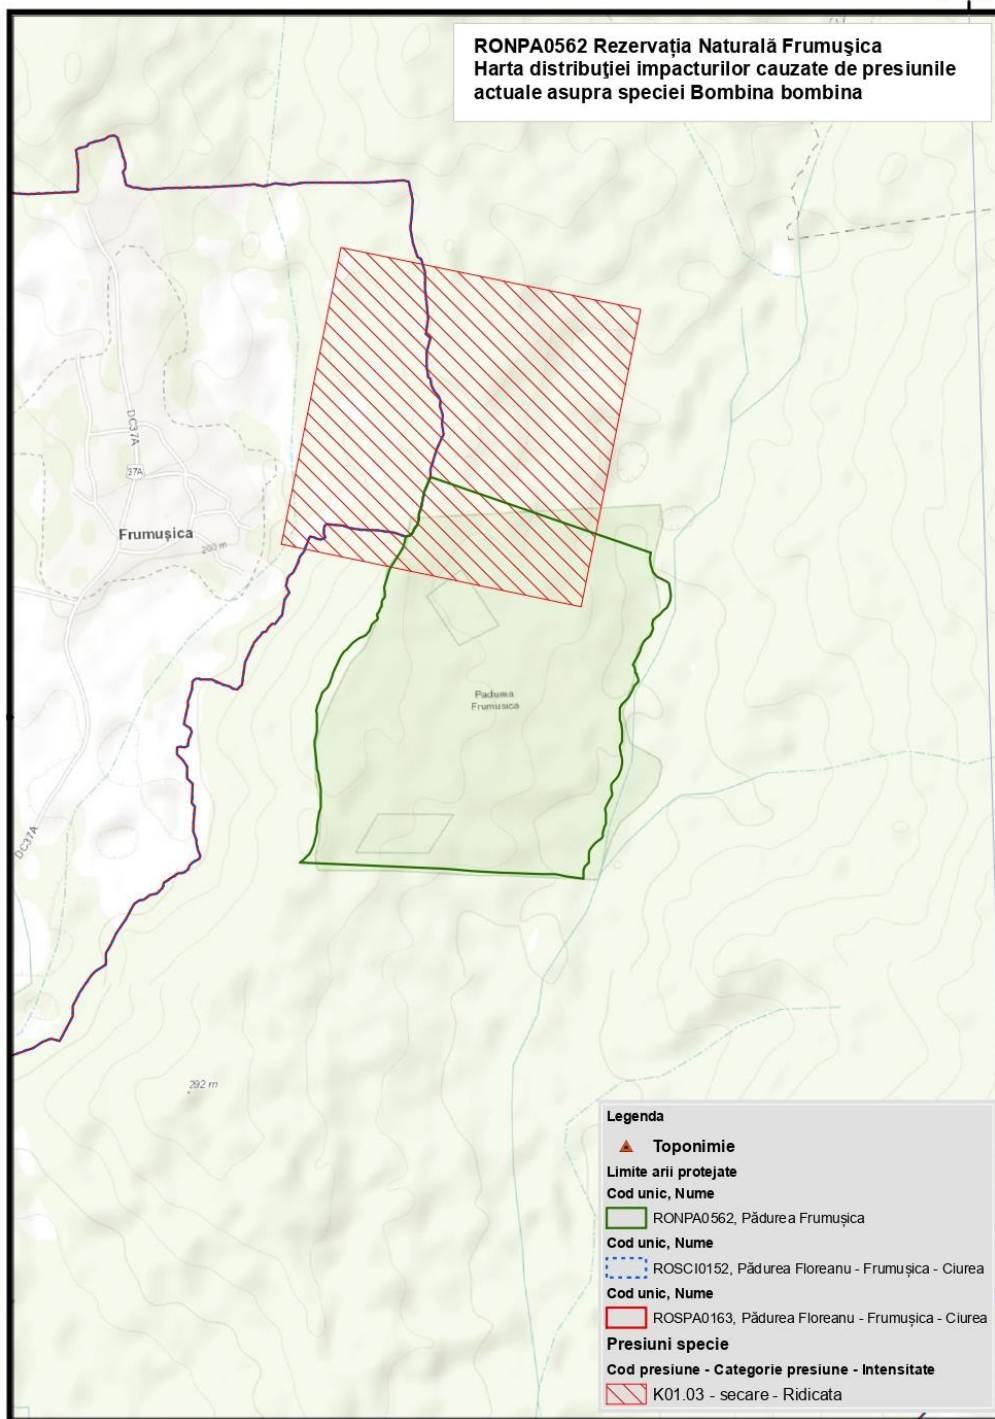 RONPA0562 Rezervația Naturală Frumuşica
Harta distribuţiei impacturilor cauzate de presiunile
actuale asupra speciei Bombina bombina
DC37A
37A
Frumușica
200 m
Padurea
Frumusica
DC37A
292 m
Legenda
Toponimie
Limite arii protejate
Cod unic, Nume
RONPA0562, Pădurea Frumușica
Cod unic, Nume
ROSCI0152, Pădurea Floreanu - Frumușica - Ciurea
Cod unic, Nume
ROSPA0163, Pădurea Floreanu - Frumușica - Ciurea
Presiuni specie
Cod presiune - Categorie presiune - Intensitate
K01.03 - secare - Ridicata